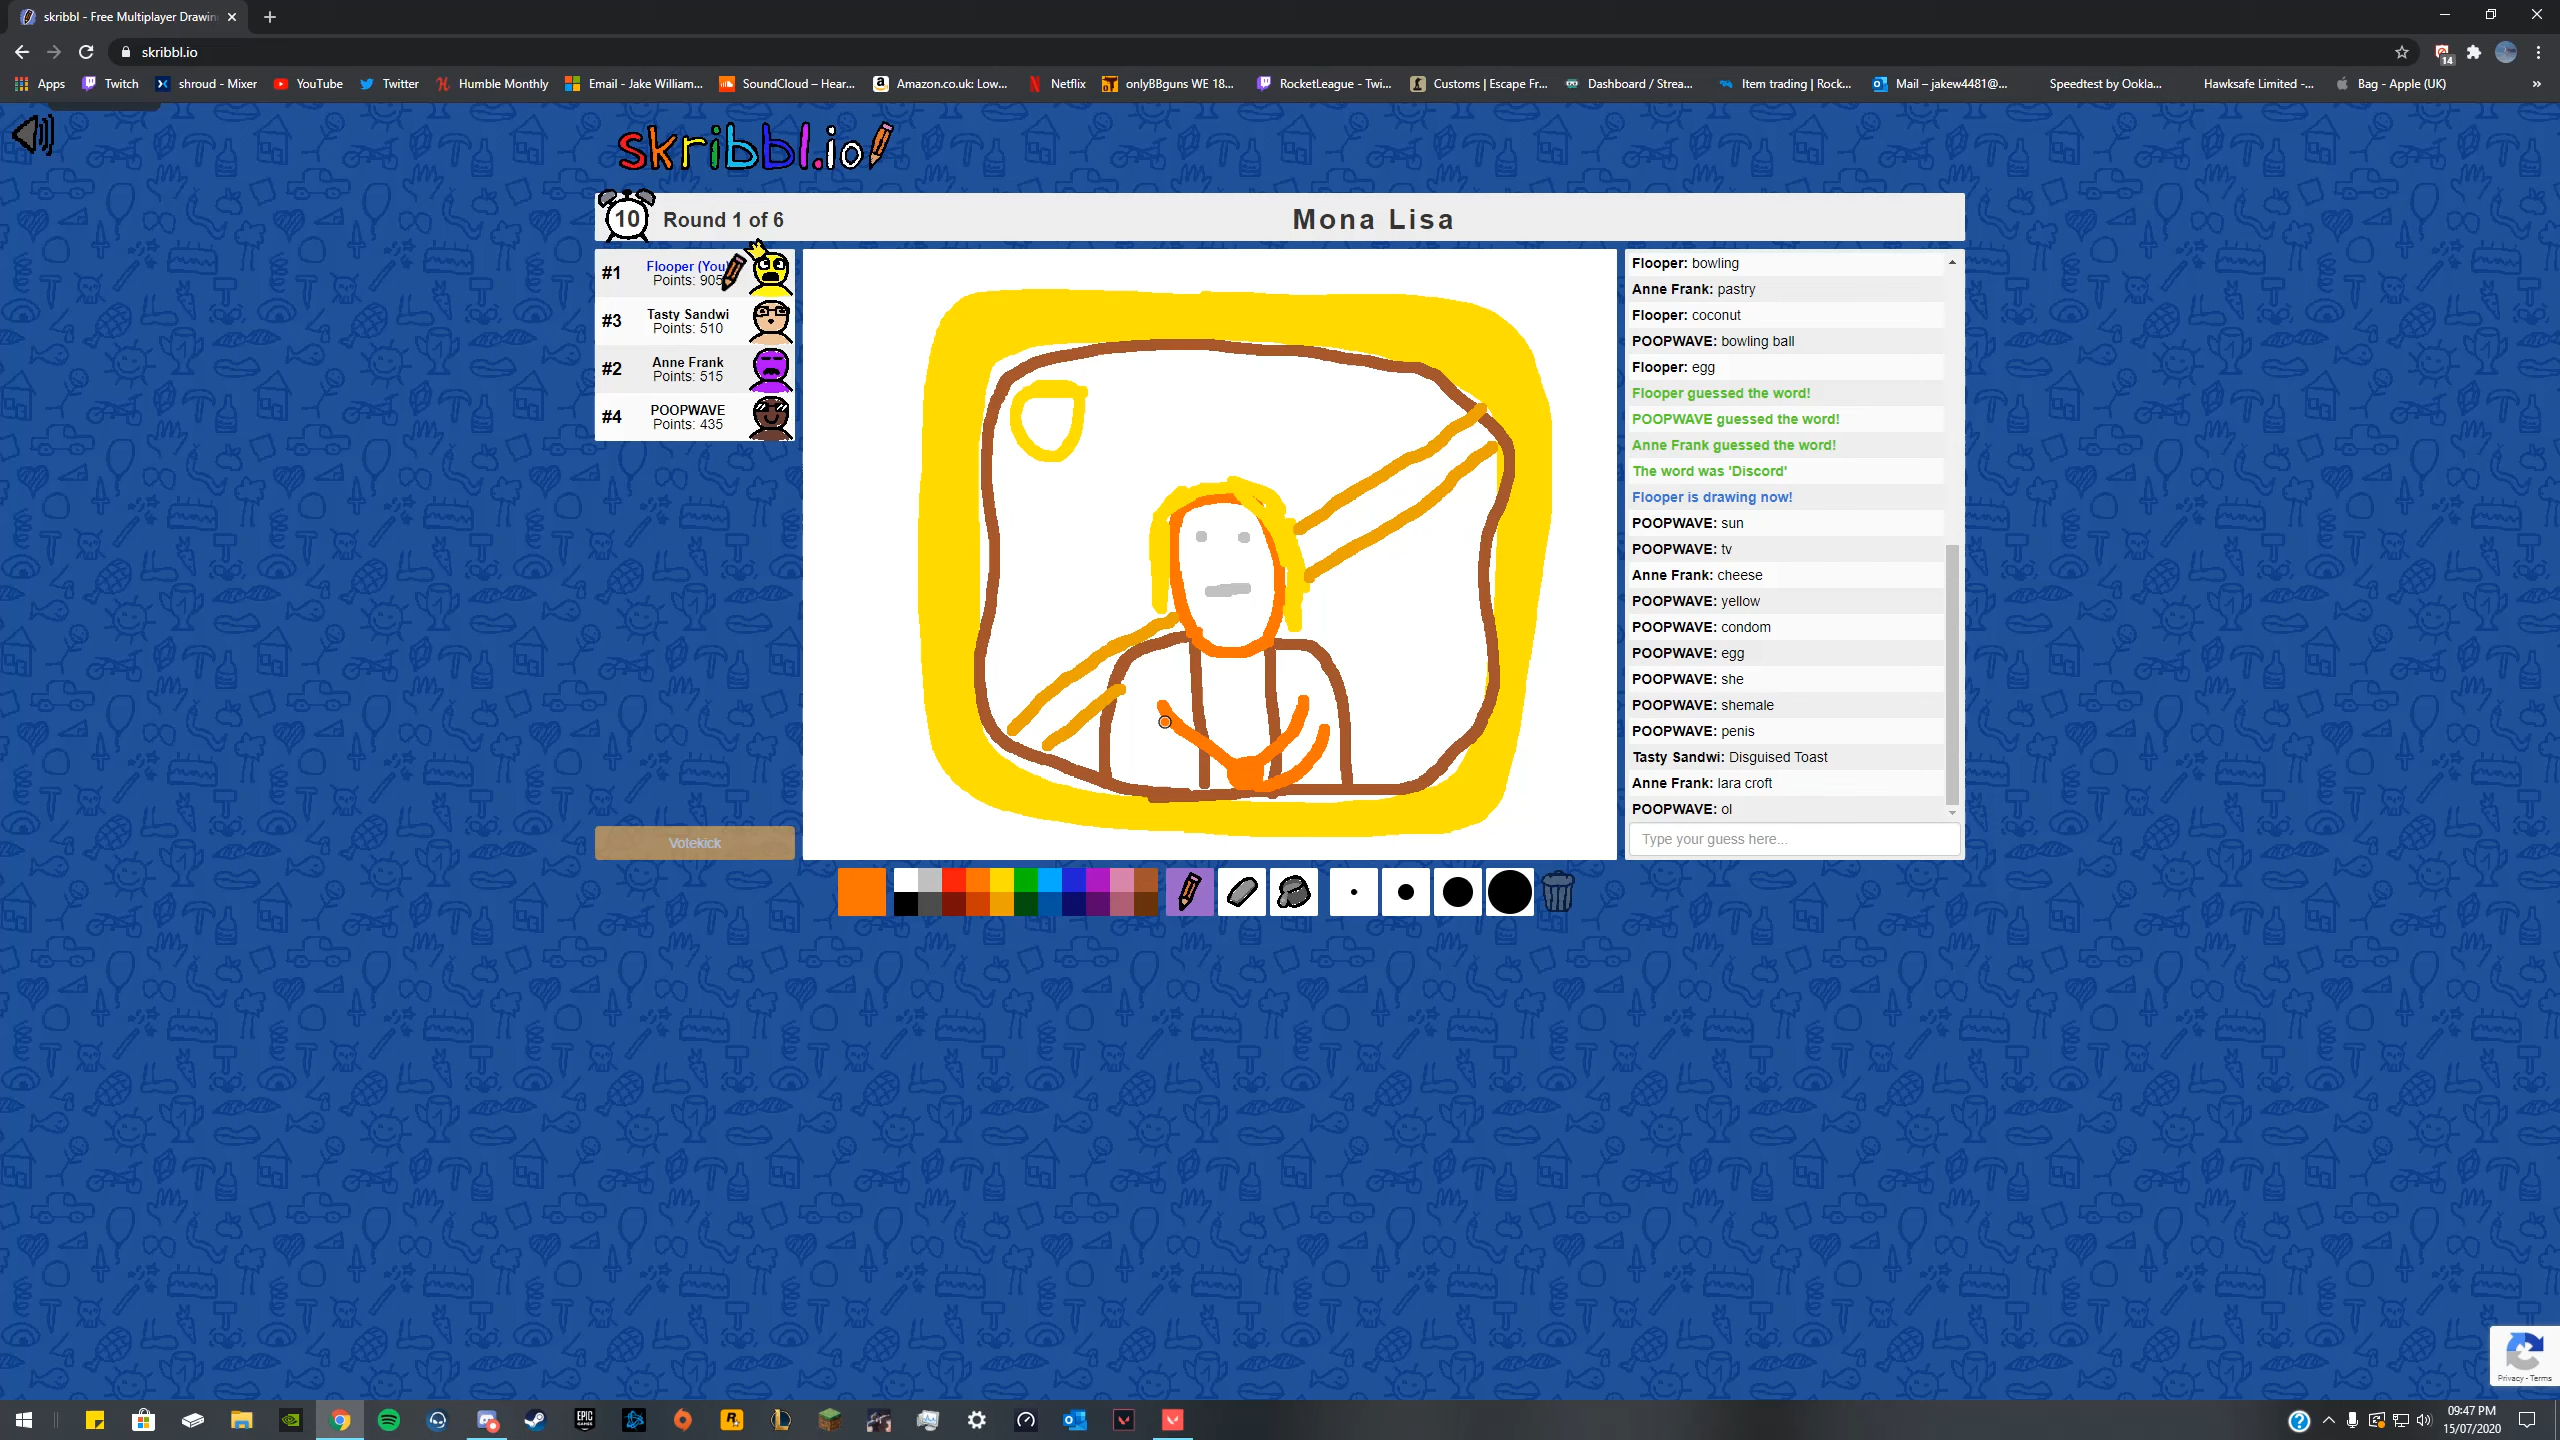 skribbl - Free Multiplayer Drawin
skribbl.io
14
Apps
Twitch
shroud - Mixer
YouTube
Twitter
Humble Monthly
Email - Jake William...
SoundCloud – Hear...
Amazon.co.uk: Low...
Netflix
onlyBBguns WE 18...
RocketLeague - Twi...
Customs | Escape Fr...
Dashboard / Strea...
Item trading | Rock...
Mail – jakew4481@...
Speedtest by Ookla...
Hawksafe Limited -...
Bag - Apple (UK)
skribbl.io
10
Round 1 of 6
Mona Lisa
#1
Flooper (You)
Points: 905
#3
Tasty Sandwi
Points: 510
#2
Anne Frank
Points: 515
#4
POOPWAVE
Points: 435
Votekick
Flooper: bowling
Anne Frank: pastry
Flooper: coconut
POOPWAVE: bowling ball
Flooper: egg
Flooper guessed the word!
POOPWAVE guessed the word!
Anne Frank guessed the word!
The word was 'Discord'
Flooper is drawing now!
POOPWAVE: sun
POOPWAVE: tv
Anne Frank: cheese
POOPWAVE: yellow
POOPWAVE: condom
POOPWAVE: egg
POOPWAVE: she
POOPWAVE: shemale
POOPWAVE: penis
Tasty Sandwi: Disguised Toast
Anne Frank: lara croft
POOPWAVE: ol
Type your guess here...
Privacy - Terms
EPIC GAMES
09:47 PM
15/07/2020